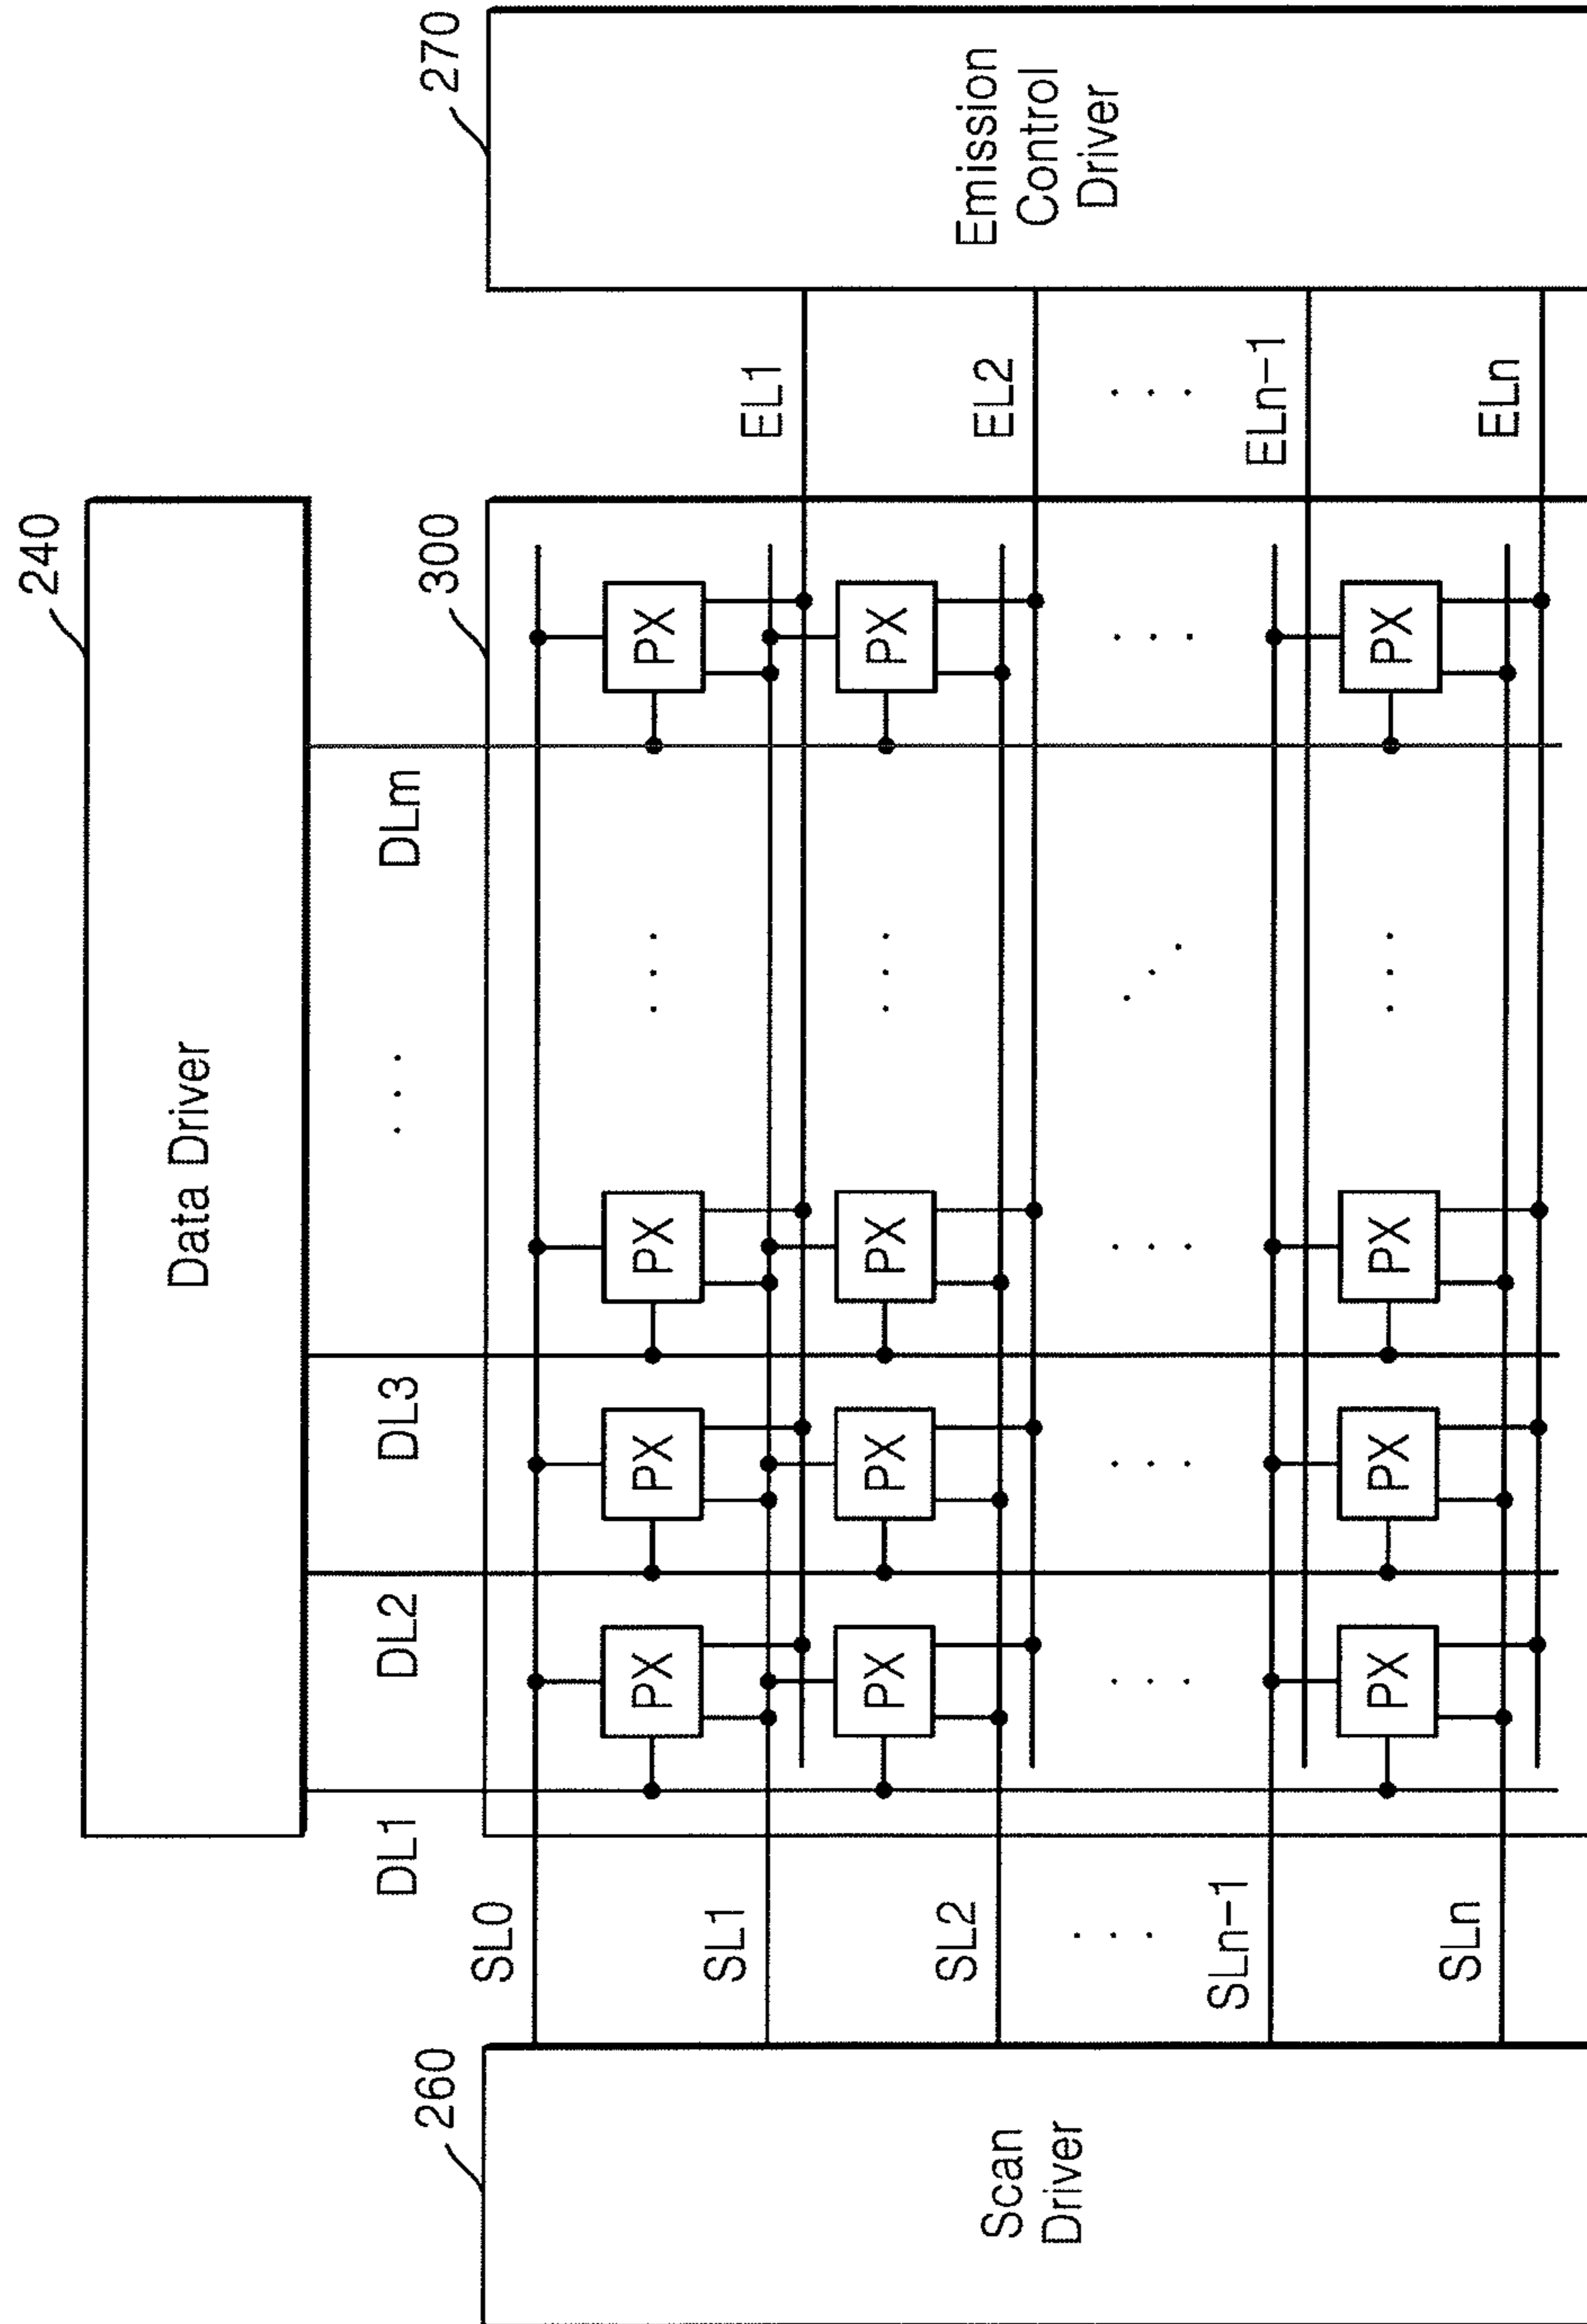 240
Data Driver
DL1
DL2
DL3
. . .
DLm
260
300
270
SL0
PX
PX
PX
. . .
PX
SL1
EL1
PX
PX
PX
. . .
PX
SL2
EL2
Scan
Driver
Emission
Control
Driver
. . .
. . .
. . .
. . .
. . .
. . .
. . .
SLn-1
ELn-1
PX
PX
PX
. . .
PX
SLn
ELn